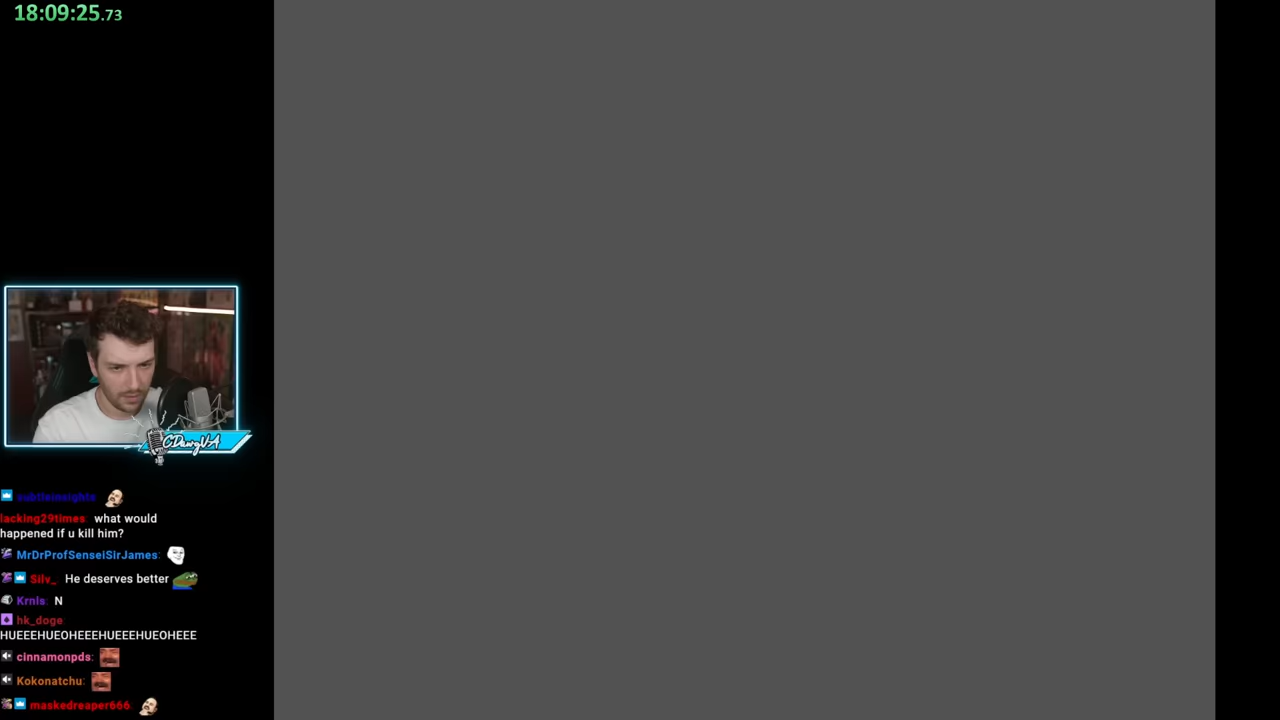 18:09:25.73
CDawgVA
subtleinsights
lacking29times what would
happened if u kill him?
MrDrProfSenseiSirJames:
Silv_ He deserves better
Krnls: N
hk_doge
HUEEEHUEOHEEEHUEEEHUEOHEEE
cinnamonpds:
Kokonatchu:
maskedreaper666